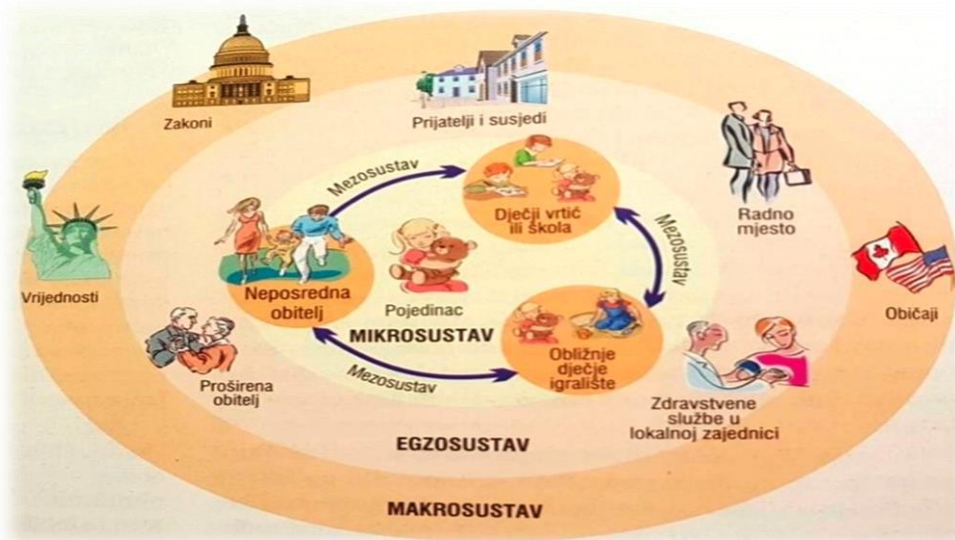 Zakoni
Prijatelji i susjedi
Mezosustav
Dječji vrtić
ili škola
Radno
mjesto
Mezosustav
Vrijednosti
Neposredna
obitelj
Pojedinac
Običaji
MIKROSUSTAV
Obližnje
dječje
igralište
Mezosustav
Proširena
obitelj
Zdravstvene
službe u
lokalnoj zajednici
EGZOSUSTAV
MAKROSUSTAV